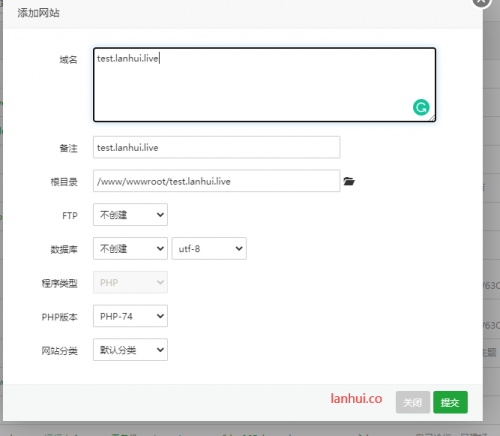 添加网站
域名 test.lanhui.live
备注 test.lanhui.live
根目录 /www/wwwroot/test.lanhui.live
FTP 不创建
数据库 不创建 utf-8
程序类型 PHP
PHP版本 PHP-74
网站分类 默认分类
lanhui.co 关闭 提交